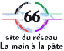 66
site du réseau
La main à la pâte